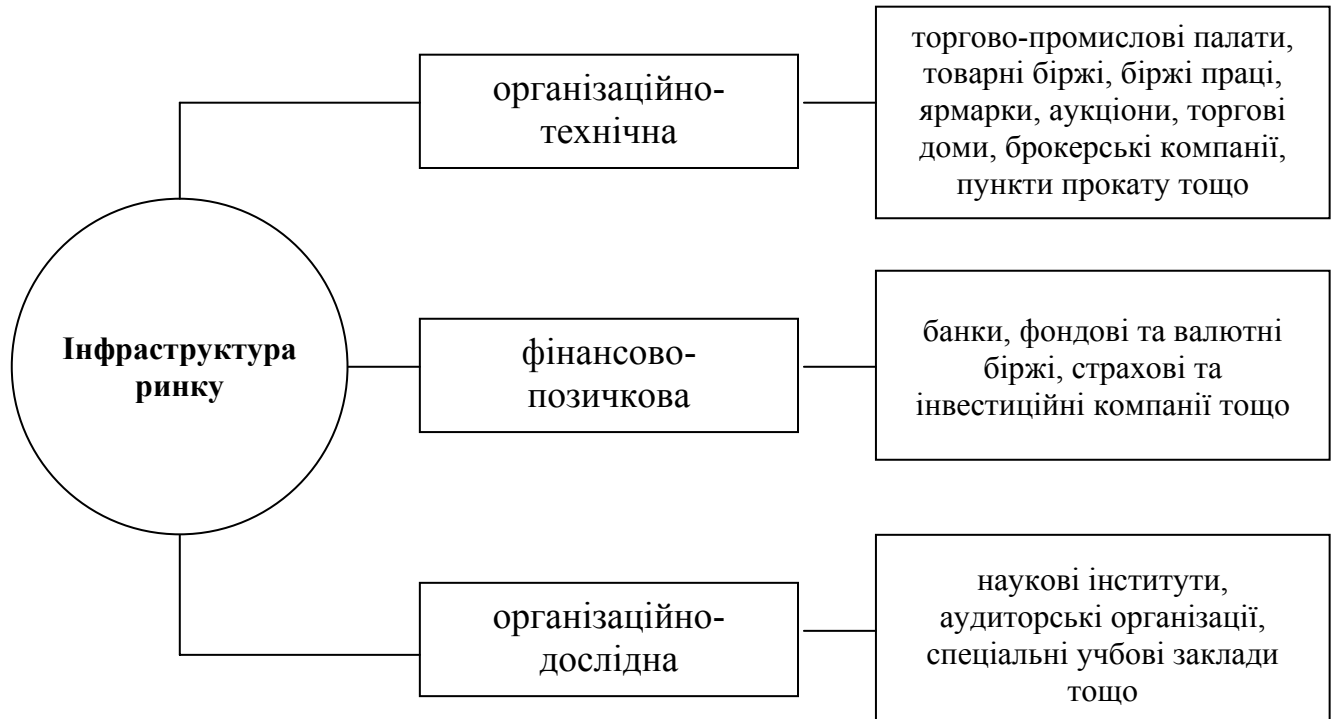 організаційно-
технічна
торгово-промислові палати,
товарні біржі, біржі праці,
ярмарки, аукціони, торгові
доми, брокерські компанії,
пункти прокату тощо
Інфраструктура
ринку
фінансово-
позичкова
банки, фондові та валютні
біржі, страхові та
інвестиційні компанії тощо
організаційно-
дослідна
наукові інститути,
аудиторські організації,
спеціальні учбові заклади
тощо